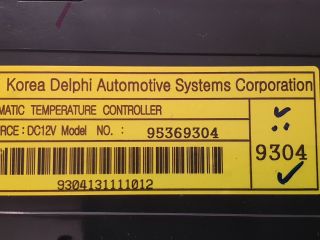 Korea Delphi Automotive Systems Corporation
MATIC TEMPERATURE CONTROLLER
RCE : DC12V Model NO. : 95369304
9304
9304131111012